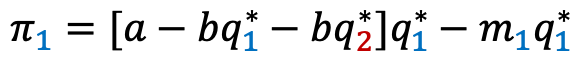 π₁ = [a − bq₁* − bq₂*]q₁* − m₁q₁*